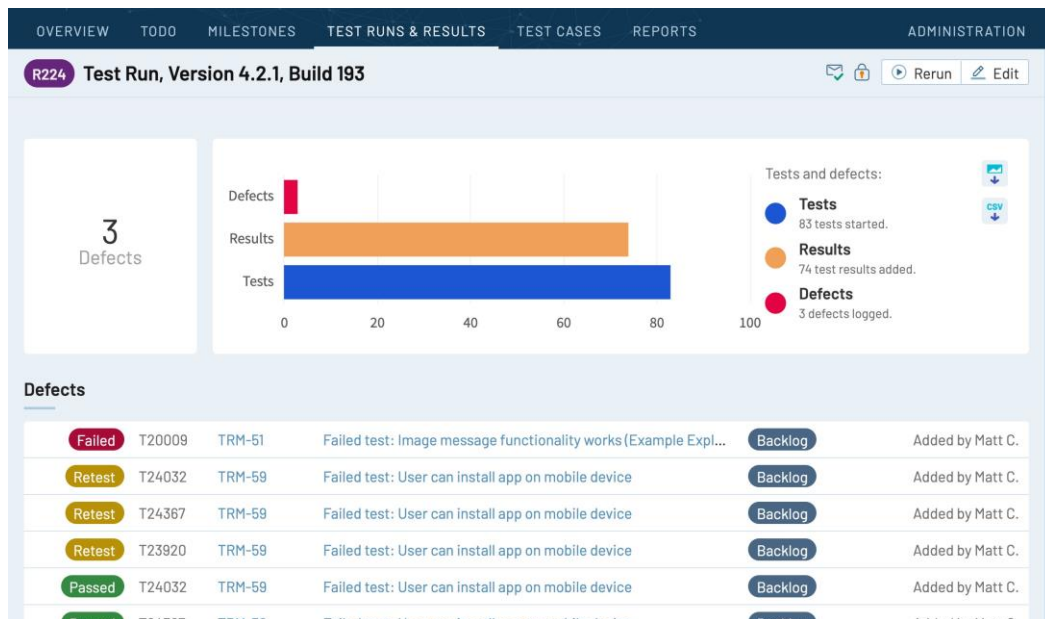 OVERVIEW TODO MILESTONES TEST RUNS & RESULTS TEST CASES REPORTS ADMINISTRATION
R224 Test Run, Version 4.2.1, Build 193 Rerun Edit
3
Defects
Defects
Results
Tests
0 20 40 60 80 100
Tests and defects:
Tests
83 tests started.
Results
74 test results added.
Defects
3 defects logged.
CSV
Defects
Failed T20009 TRM-51 Failed test: Image message functionality works (Example Expl... Backlog Added by Matt C.
Retest T24032 TRM-59 Failed test: User can install app on mobile device Backlog Added by Matt C.
Retest T24367 TRM-59 Failed test: User can install app on mobile device Backlog Added by Matt C.
Retest T23920 TRM-59 Failed test: User can install app on mobile device Backlog Added by Matt C.
Passed T24032 TRM-59 Failed test: User can install app on mobile device Backlog Added by Matt C.